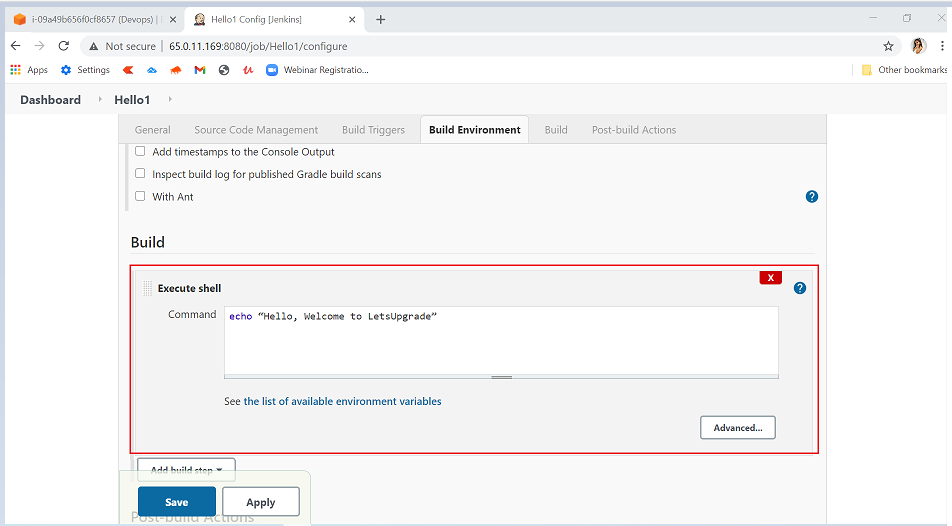 i-09a49b656f0cf8657 (Devops) |
Hello1 Config [Jenkins]
Not secure | 65.0.11.169:8080/job/Hello1/configure
Apps Settings Webinar Registratio... Other bookmarks
Dashboard Hello1
General Source Code Management Build Triggers Build Environment Build Post-build Actions
Add timestamps to the Console Output
Inspect build log for published Gradle build scans
With Ant
?
Build
X
Execute shell
?
Command
echo “Hello, Welcome to LetsUpgrade”
See the list of available environment variables
Advanced...
Add build step
Save Apply
Post-build Actions